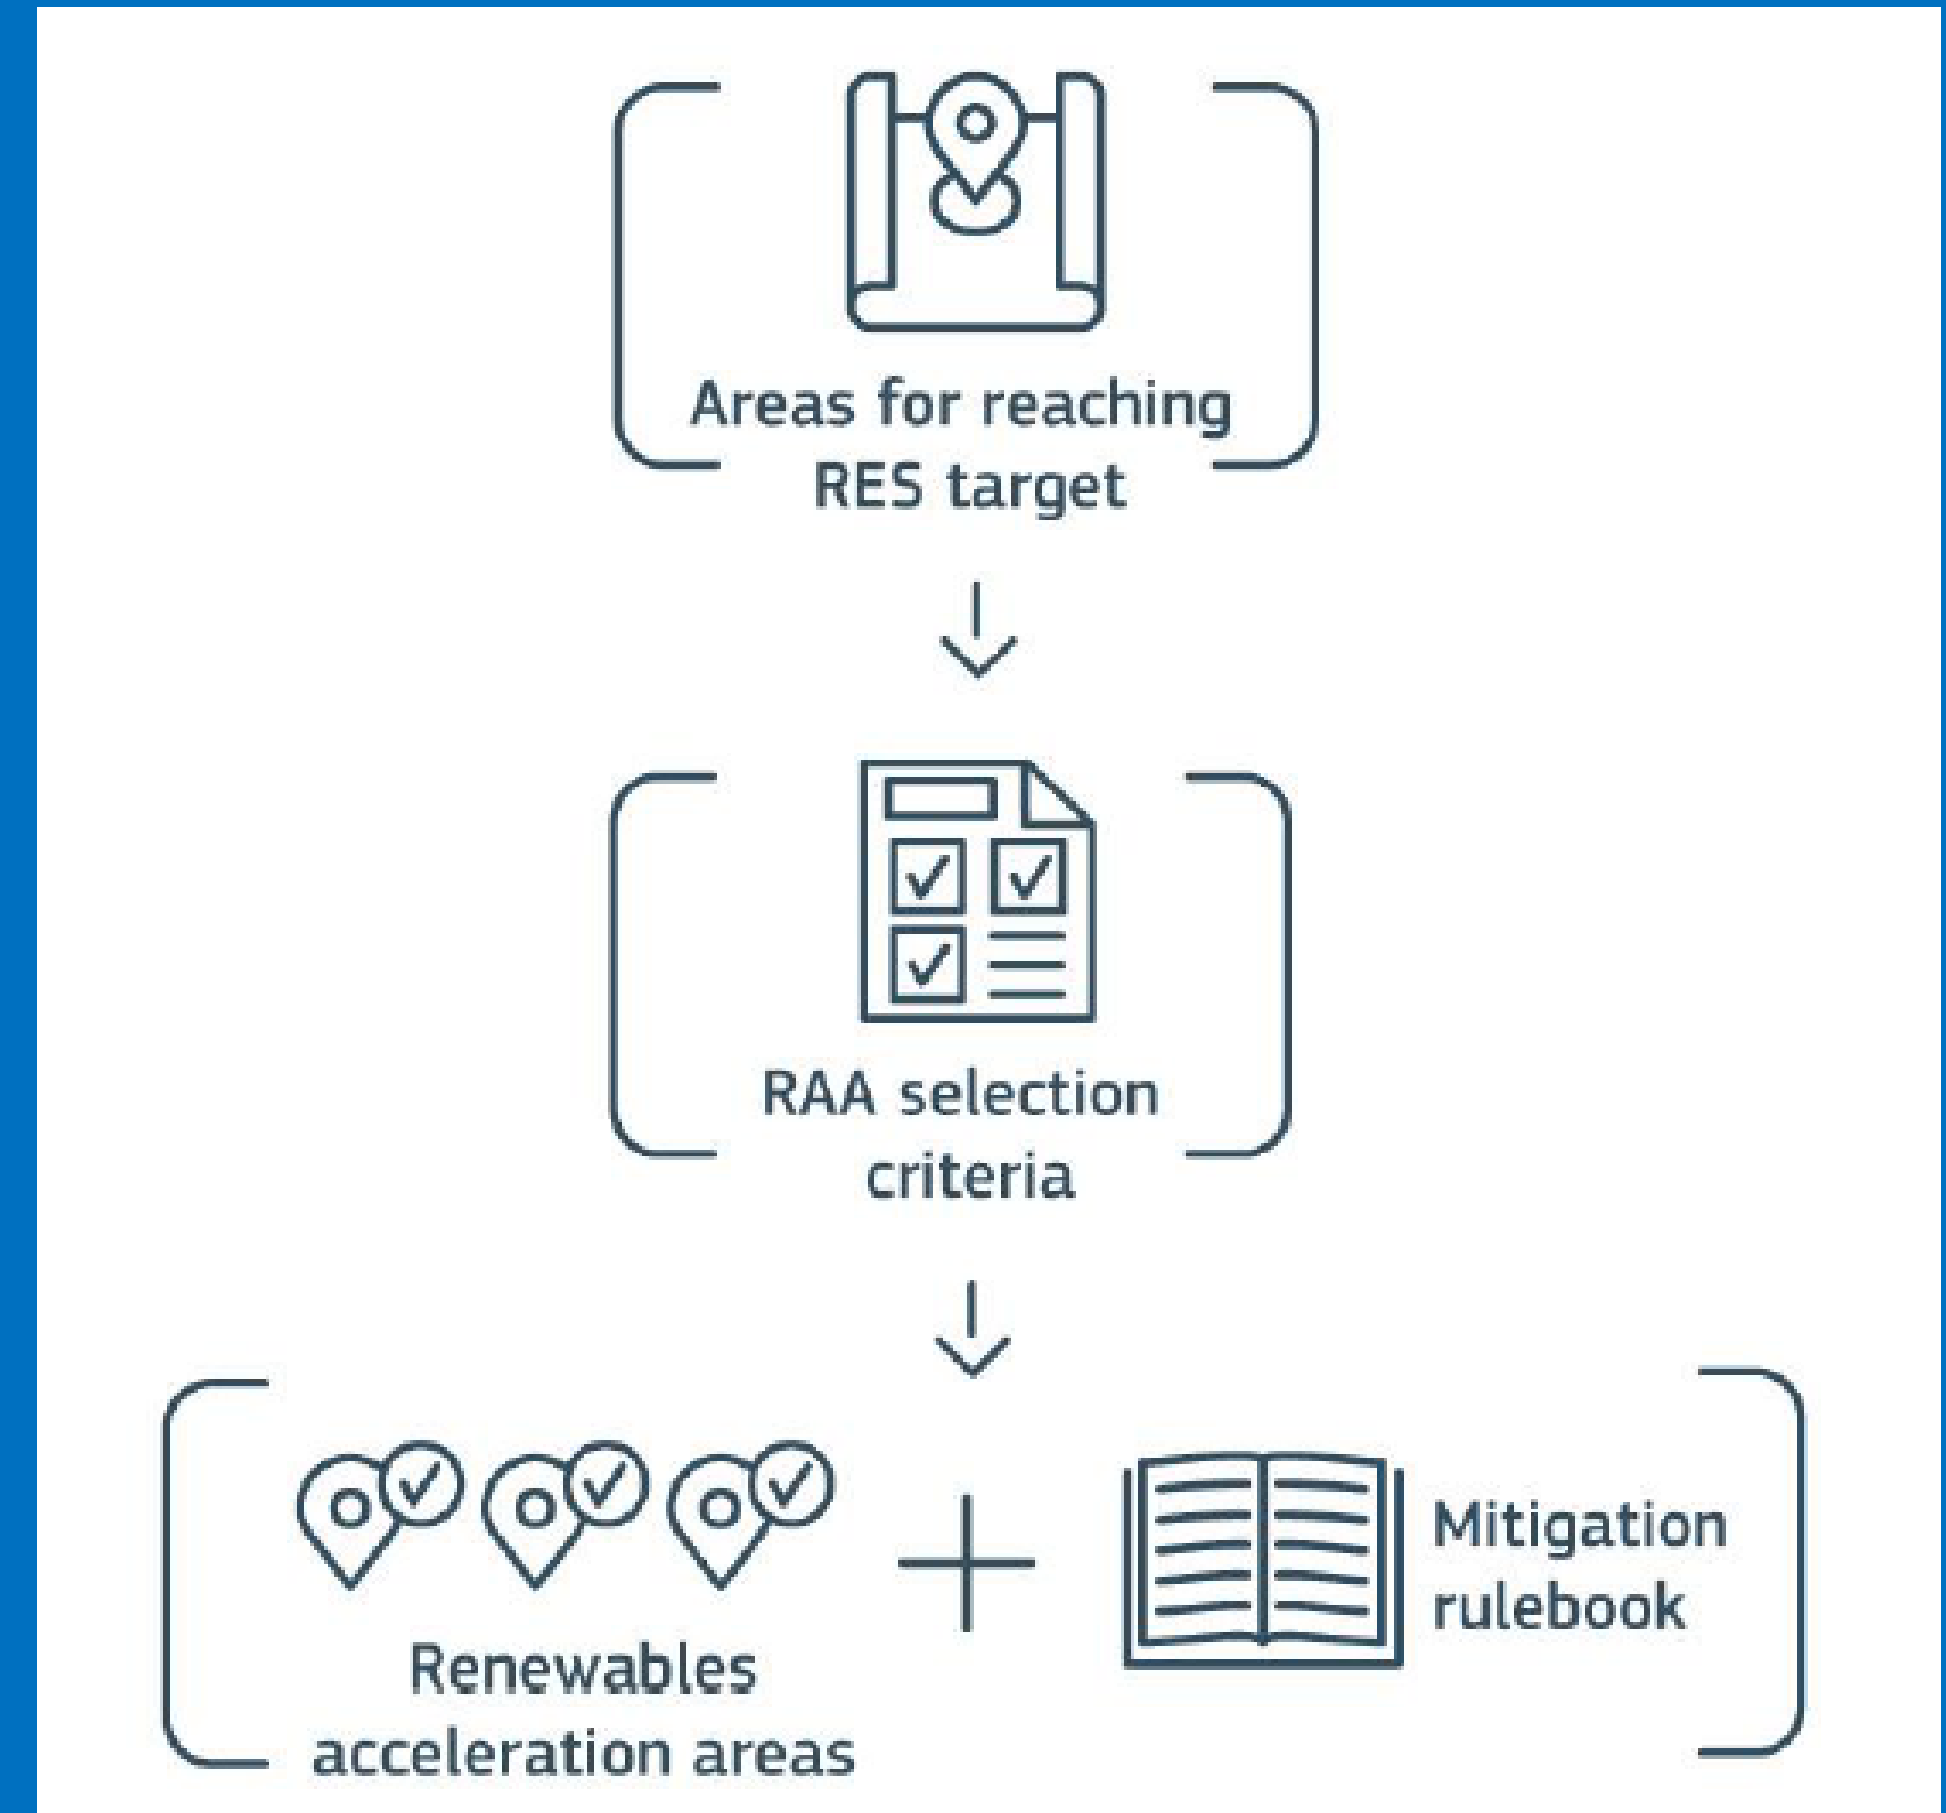 Areas for reaching
RES target
RAA selection
criteria
Renewables
acceleration areas
Mitigation
rulebook